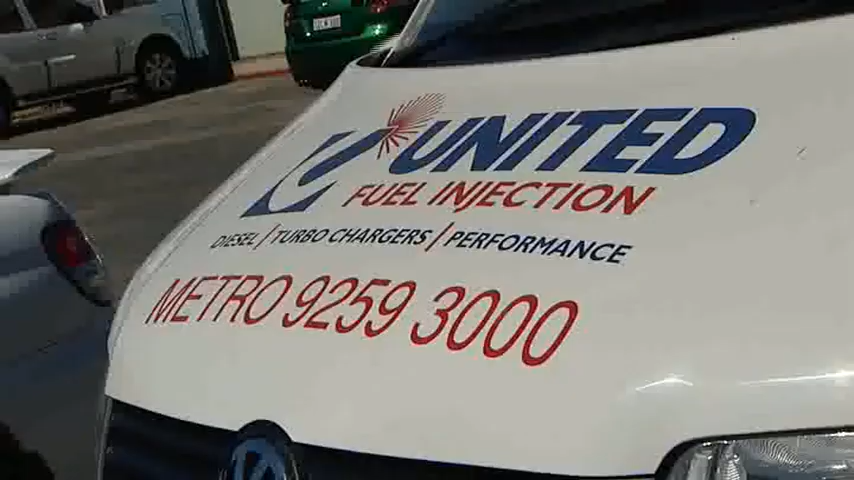 UNITED
FUEL INJECTION
DIESEL/TURBO CHARGERS/PERFORMANCE
METRO 9259 3000